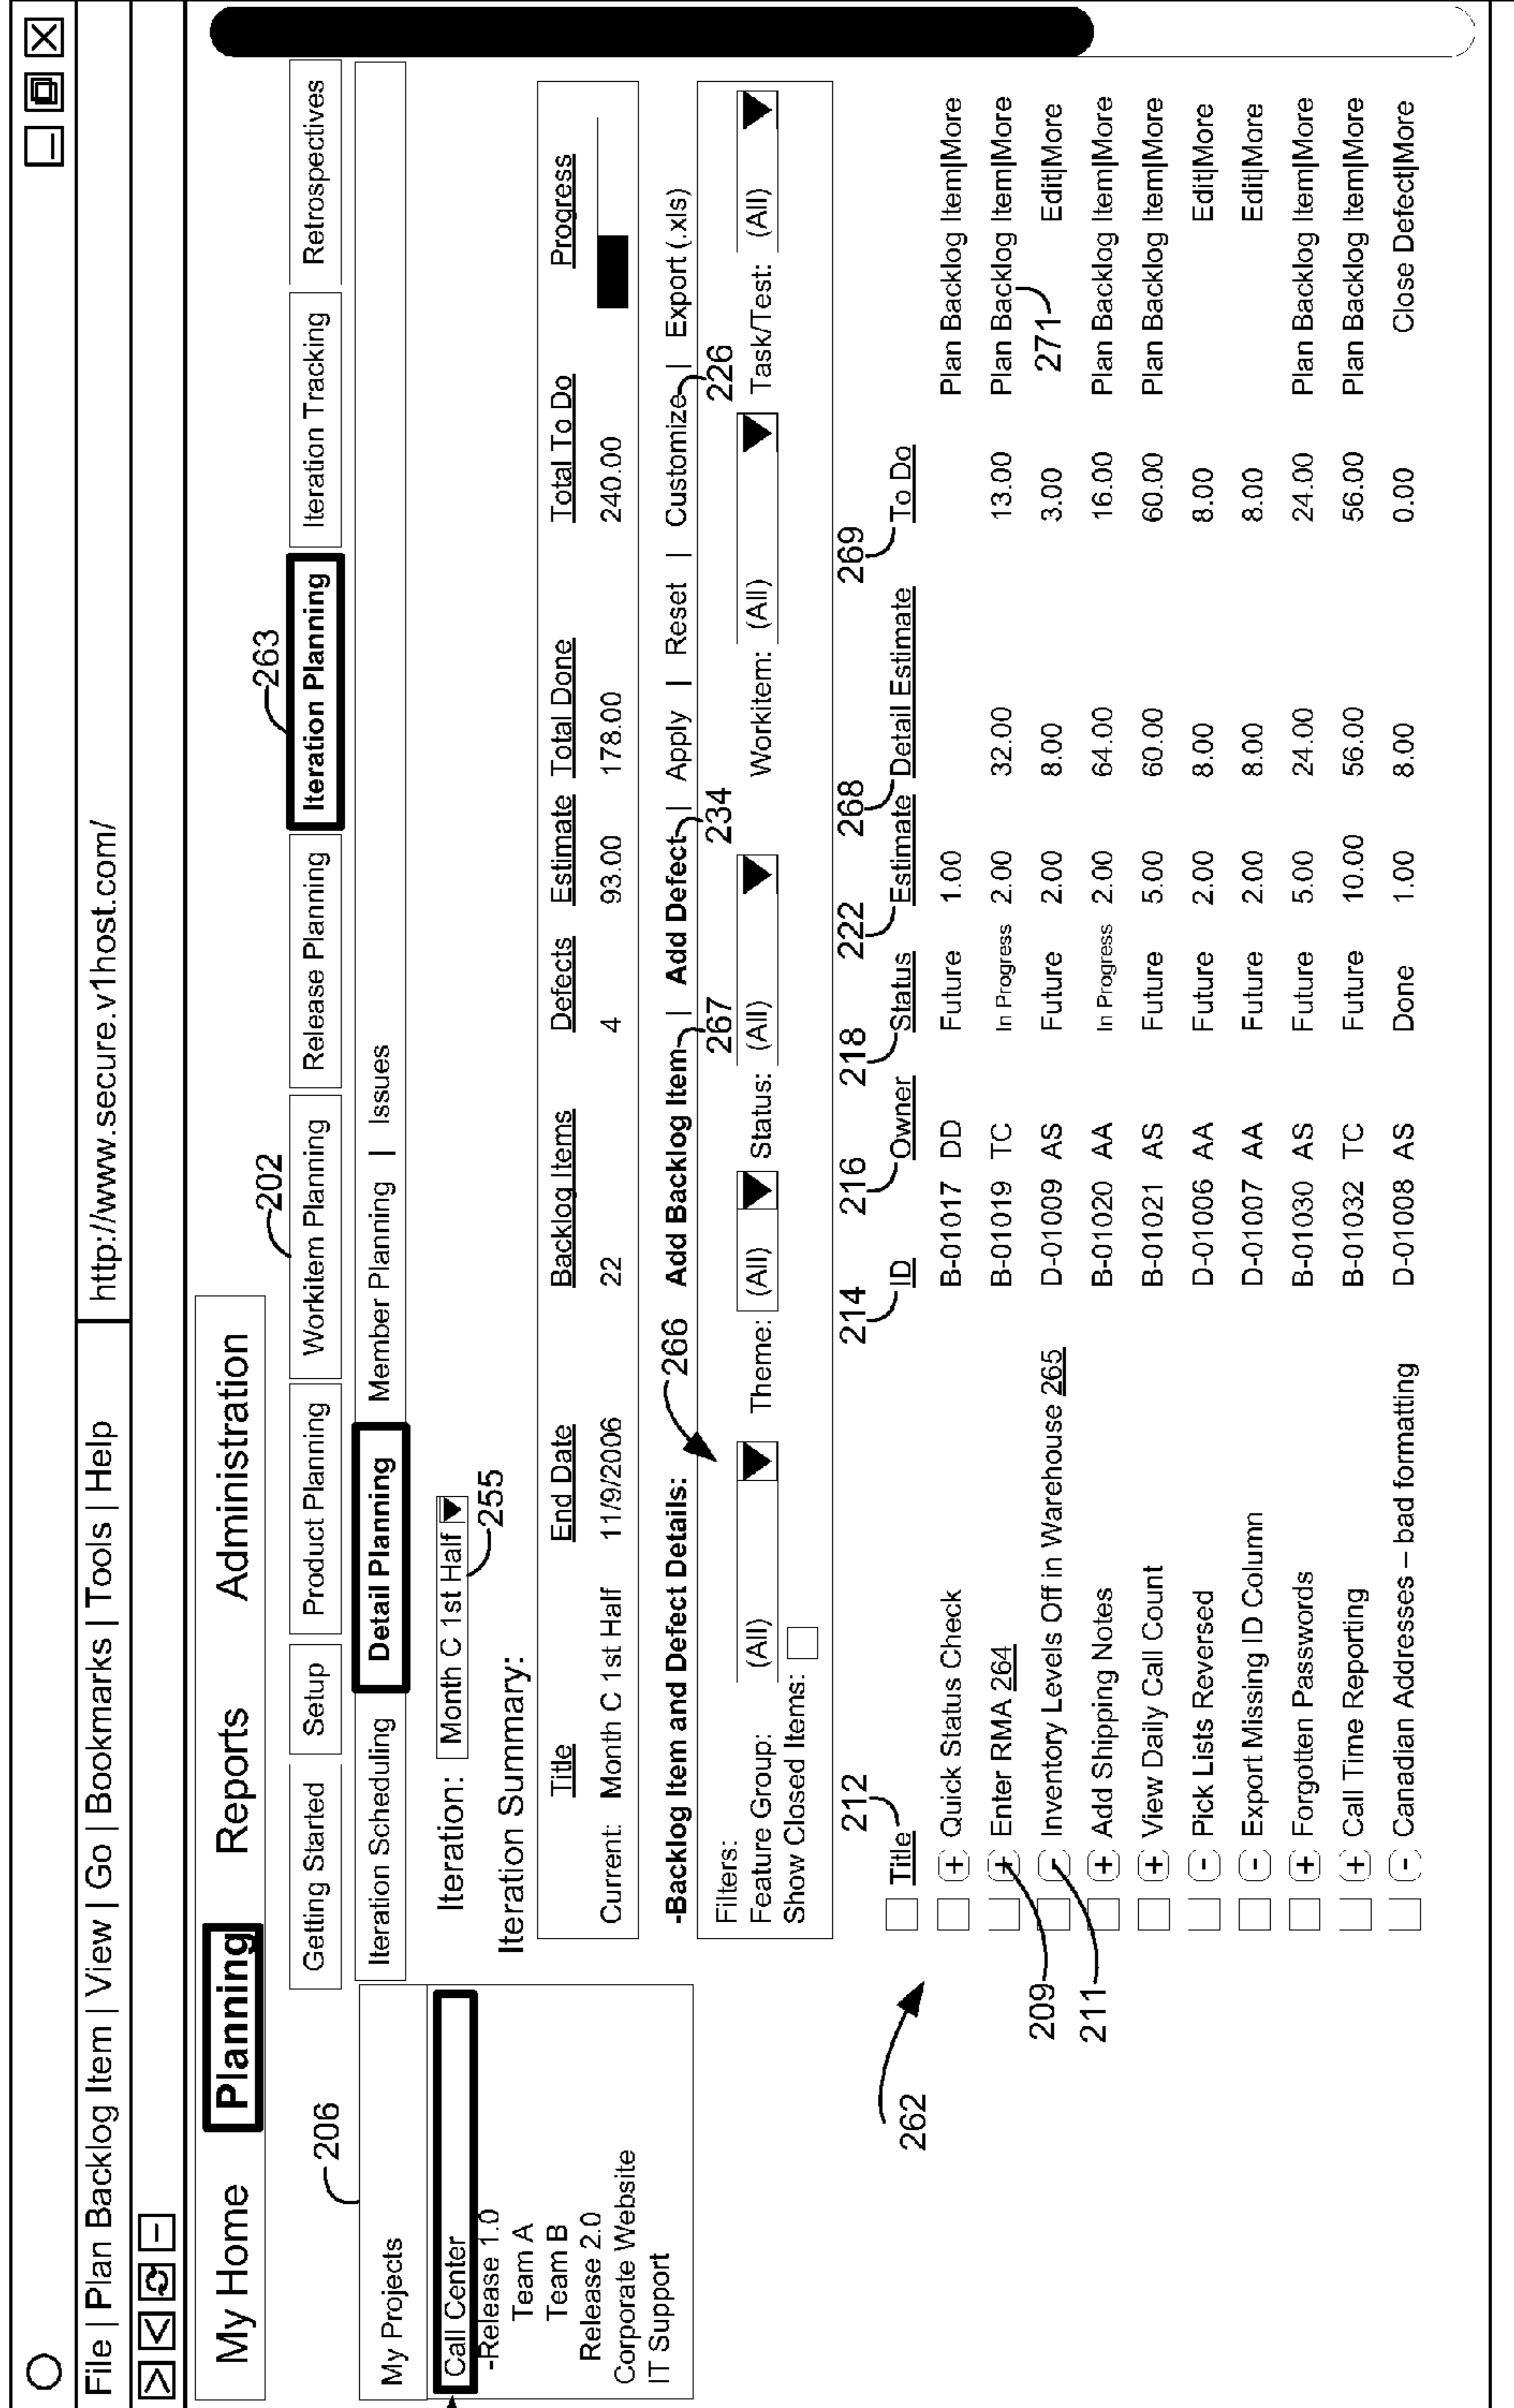 File | Plan Backlog Item | View | Go | Bookmarks | Tools | Help
http://www.secure.v1host.com/
My Home Planning Reports Administration
206
202
263
Getting Started Setup Product Planning Workitem Planning Release Planning Iteration Planning Iteration Tracking Retrospectives
My Projects
Iteration Scheduling Detail Planning Member Planning | Issues
Call Center
-Release 1.0
Team A
Team B
Release 2.0
Corporate Website
IT Support
Iteration: Month C 1st Half
255
Iteration Summary:
Title End Date Backlog Items Defects Estimate Total Done Total To Do Progress
Current: Month C 1st Half 11/9/2006 22 4 93.00 178.00 240.00
-Backlog Item and Defect Details: 266 Add Backlog Item | Add Defect | Apply | Reset | Customize | Export (.xls)
267 234 226
Filters:
Feature Group: (All) Theme: (All) Status: (All) Workitem: (All) Task/Test: (All)
Show Closed Items:
212 214 216 218 222 268 269
Title ID Owner Status Estimate Detail Estimate To Do
262
+ Quick Status Check B-01017 DD Future 1.00 Plan Backlog Item|More
+ Enter RMA 264 B-01019 TC In Progress 2.00 32.00 13.00 Plan Backlog Item|More
209
- Inventory Levels Off in Warehouse 265 D-01009 AS Future 2.00 8.00 3.00 271 Edit|More
211
+ Add Shipping Notes B-01020 AA In Progress 2.00 64.00 16.00 Plan Backlog Item|More
+ View Daily Call Count B-01021 AS Future 5.00 60.00 60.00 Plan Backlog Item|More
- Pick Lists Reversed D-01006 AA Future 2.00 8.00 8.00 Edit|More
- Export Missing ID Column D-01007 AA Future 2.00 8.00 8.00 Edit|More
+ Forgotten Passwords B-01030 AS Future 5.00 24.00 24.00 Plan Backlog Item|More
+ Call Time Reporting B-01032 TC Future 10.00 56.00 56.00 Plan Backlog Item|More
- Canadian Addresses – bad formatting D-01008 AS Done 1.00 8.00 0.00 Close Defect|More